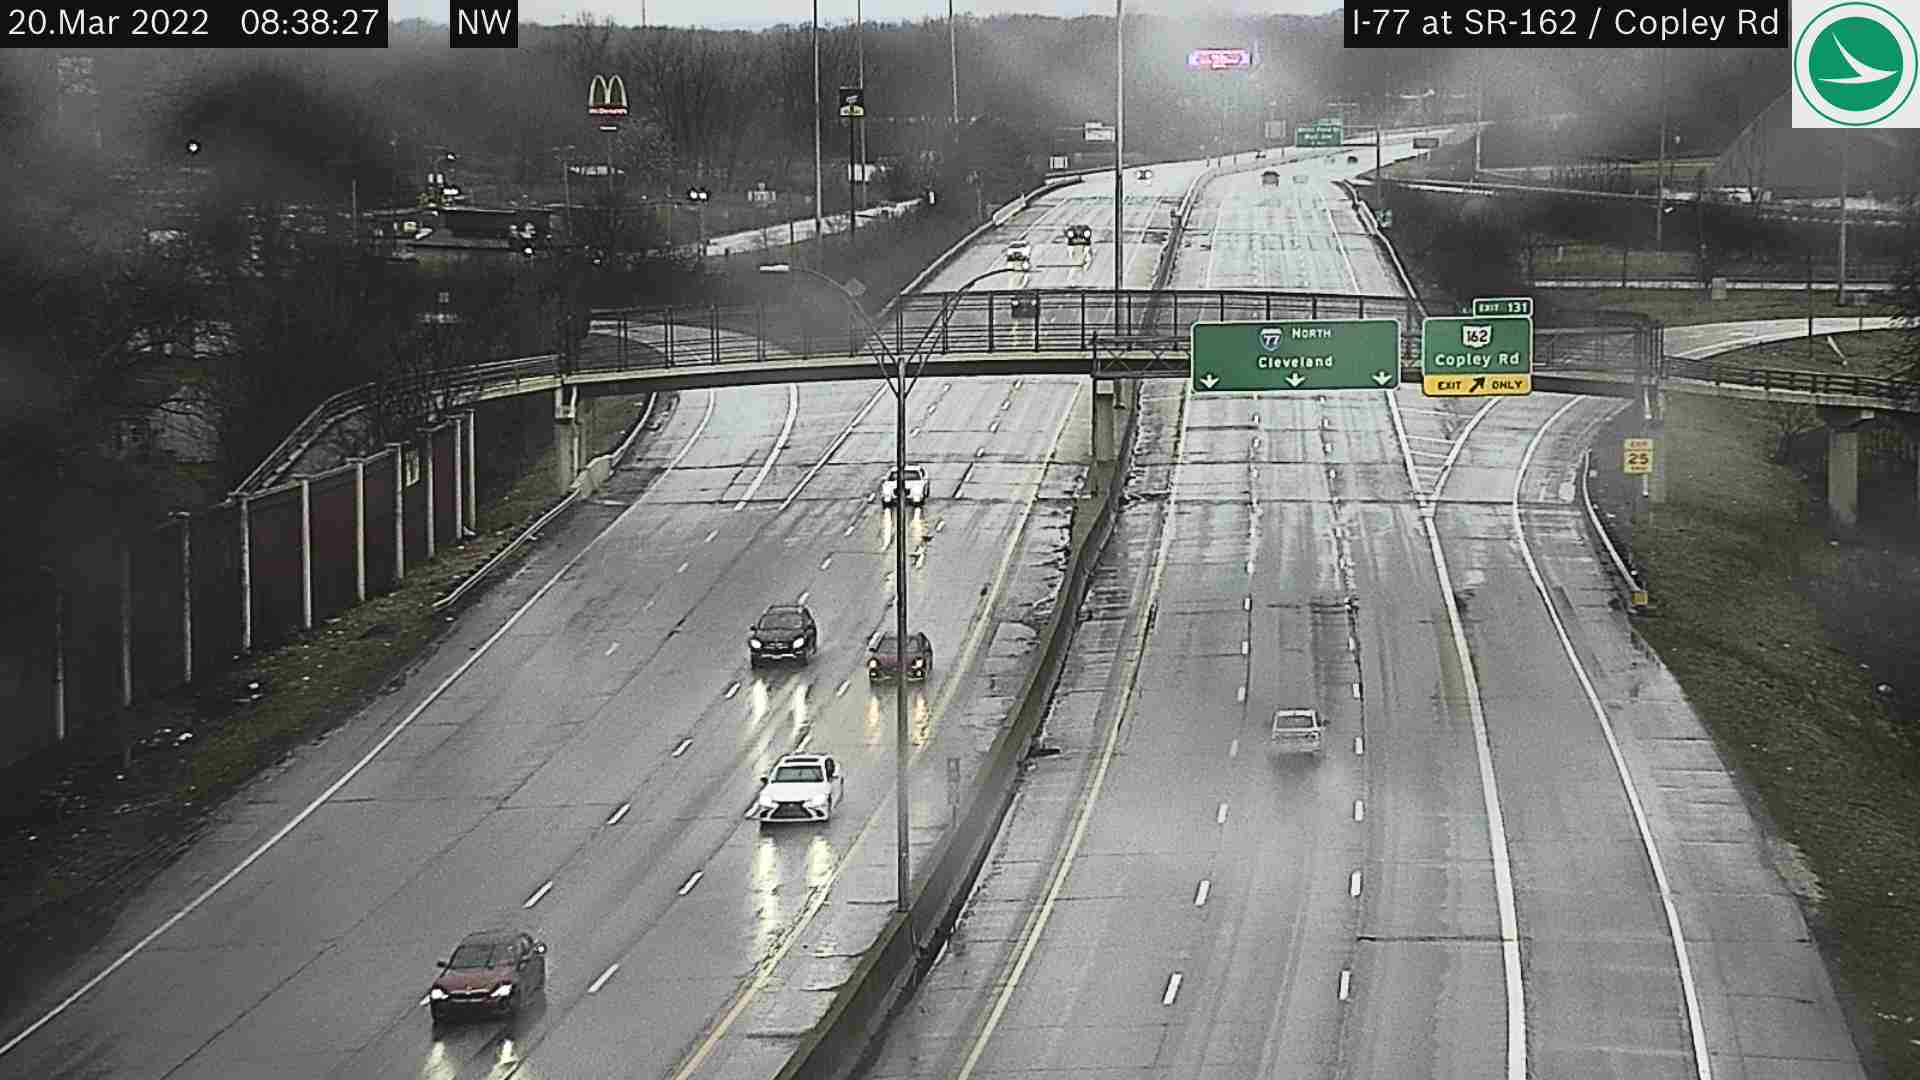 20.Mar 2022 08:38:27
NW
I-77 at SR-162 / Copley Rd
McDonald's
EXIT 131
77 NORTH
Cleveland
162
Copley Rd
EXIT ONLY
EXIT
25